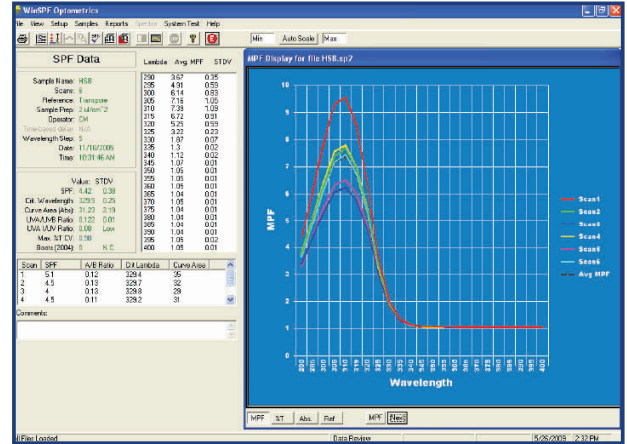 WinSPF Optometrics
File View Setup Samples Reports Spectra System Test Help
Min Auto Scale Max
SPF Data
Sample Name: HSB
Scans: 6
Reference: Transpore
Sample Prep: 2 ul/cm^2
Operator: DM
Time-based delay: N/A
Wavelength Step: 5
Date: 11/18/2005
Time: 10:31:46 AM
Value: STDV
SPF: 4.42 0.38
Crit. Wavelength: 329.5 0.25
Curve Area (Abs): 31.23 2.19
UVA/UVB Ratio: 0.122 0.01
UVA I/UV Ratio: 0.08 Low
Max. %T CV: 0.98
Boots (2004): 0 N.C.
Lambda Avg. MPF STDV
290 3.67 0.35
295 4.91 0.59
300 6.14 0.83
305 7.16 1.05
310 7.39 1.09
315 6.72 0.91
320 5.25 0.59
325 3.22 0.23
330 1.87 0.07
335 1.3 0.02
340 1.12 0.02
345 1.07 0.01
350 1.05 0.01
355 1.05 0.01
360 1.05 0.01
365 1.04 0.01
370 1.05 0.01
375 1.04 0.01
380 1.04 0.01
385 1.04 0.01
390 1.04 0.01
395 1.05 0.02
400 1.05 0.01
Scan SPF A/B Ratio Crit Lambda Curve Area
1 5.1 0.12 329.4 35
2 4.5 0.13 329.7 32
3 4 0.13 329.8 29
4 4.5 0.11 329.2 31
Comments:
MPF Display for file HSB.sp2
10
9
8
7
6
5
4
3
2
1
0
MPF
290 295 300 305 310 315 320 325 330 335 340 345 350 355 360 365 370 375 380 385 390 395 400
Wavelength
Scan1
Scan2
Scan3
Scan4
Scan5
Scan6
Avg MPF
MPF %T Abs. Ref MPF Next
All Files Loaded
Data Review
5/26/2009 2:32 PM